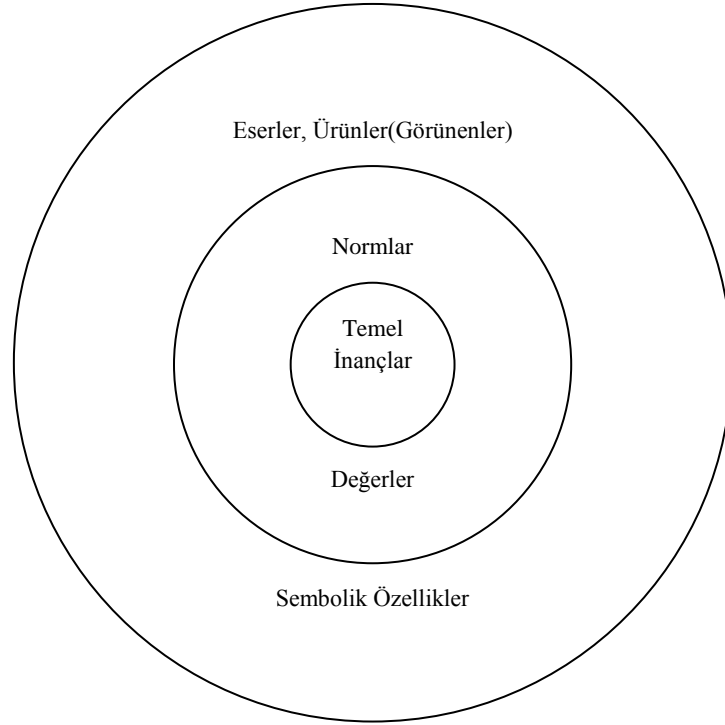 Eserler, Ürünler(Görünenler)
Normlar
Temel
İnançlar
Değerler
Sembolik Özellikler